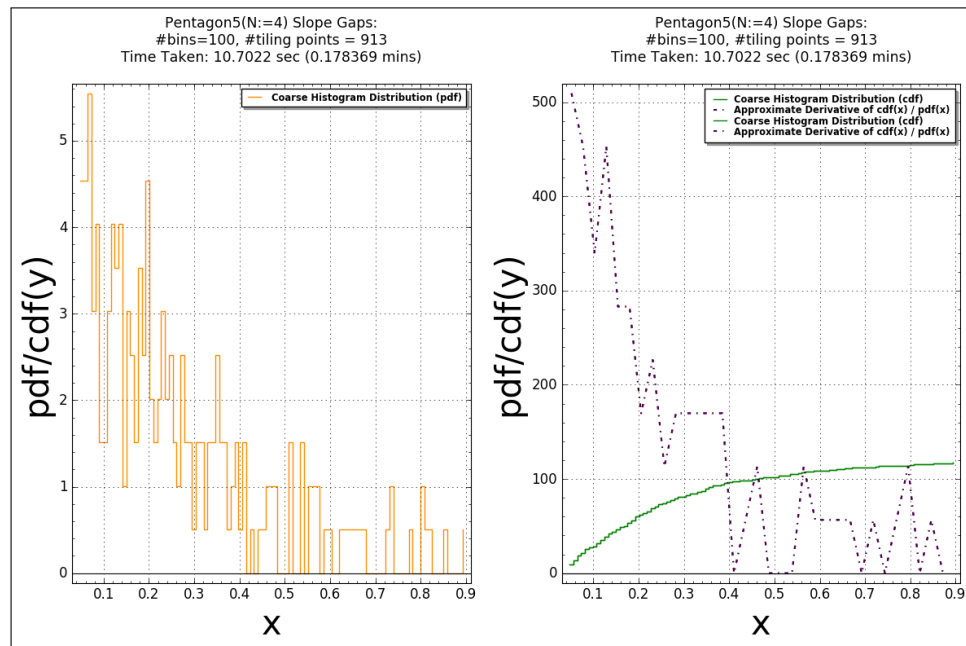 Pentagon5(N:=4) Slope Gaps:
#bins=100, #tiling points = 913
Time Taken: 10.7022 sec (0.178369 mins)
Coarse Histogram Distribution (pdf)
pdf/cdf(y)
5
4
3
2
1
0
0.1 0.2 0.3 0.4 0.5 0.6 0.7 0.8 0.9
x
Pentagon5(N:=4) Slope Gaps:
#bins=100, #tiling points = 913
Time Taken: 10.7022 sec (0.178369 mins)
Coarse Histogram Distribution (cdf)
Approximate Derivative of cdf(x) / pdf(x)
Coarse Histogram Distribution (cdf)
Approximate Derivative of cdf(x) / pdf(x)
pdf/cdf(y)
500
400
300
200
100
0
0.1 0.2 0.3 0.4 0.5 0.6 0.7 0.8 0.9
x